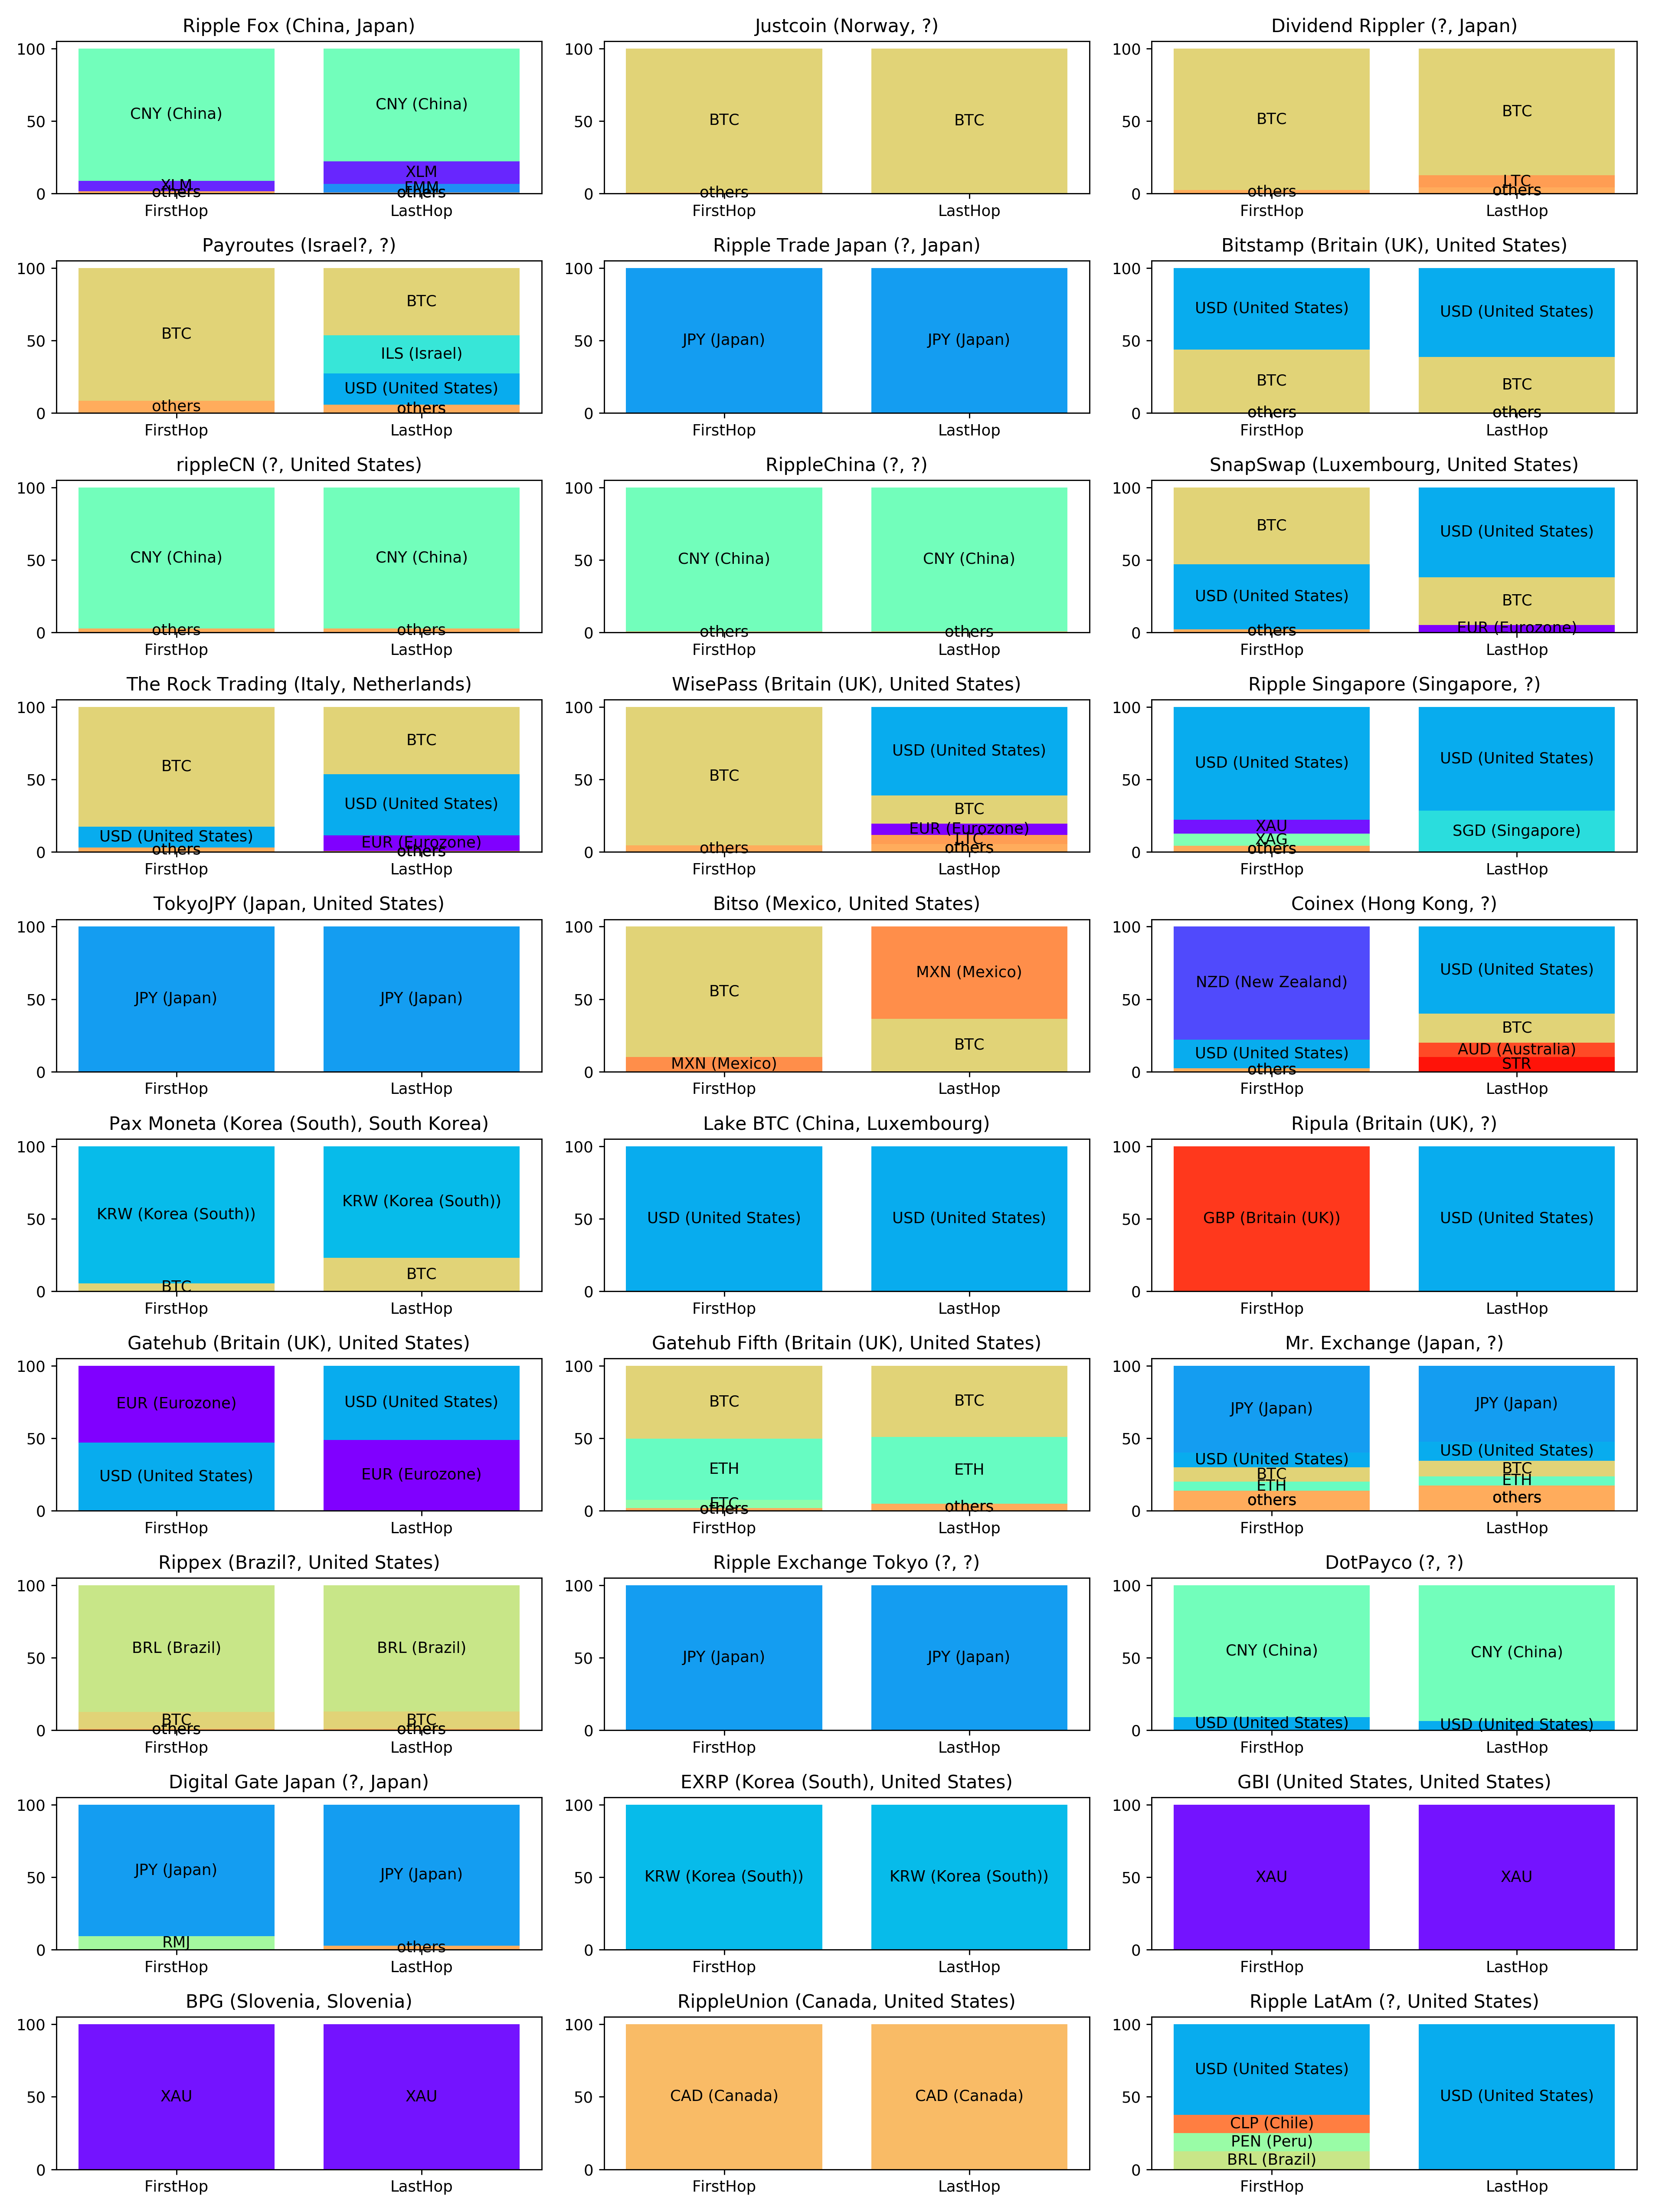 Ripple Fox (China, Japan)
100
CNY (China)
CNY (China)
50
XLM
XLM
FMM
others
others
0
FirstHop
LastHop
Justcoin (Norway, ?)
100
BTC
BTC
50
others
0
FirstHop
LastHop
Dividend Rippler (?, Japan)
100
BTC
BTC
50
LTC
others
others
0
FirstHop
LastHop
Payroutes (Israel?, ?)
100
BTC
BTC
50
ILS (Israel)
USD (United States)
others
others
0
FirstHop
LastHop
Ripple Trade Japan (?, Japan)
100
JPY (Japan)
JPY (Japan)
50
0
FirstHop
LastHop
Bitstamp (Britain (UK), United States)
100
USD (United States)
USD (United States)
50
BTC
BTC
others
others
0
FirstHop
LastHop
rippleCN (?, United States)
100
CNY (China)
CNY (China)
50
others
others
0
FirstHop
LastHop
RippleChina (?, ?)
100
CNY (China)
CNY (China)
50
others
others
0
FirstHop
LastHop
SnapSwap (Luxembourg, United States)
100
BTC
USD (United States)
50
USD (United States)
BTC
others
EUR (Eurozone)
0
FirstHop
LastHop
The Rock Trading (Italy, Netherlands)
100
BTC
BTC
50
USD (United States)
USD (United States)
EUR (Eurozone)
others
others
0
FirstHop
LastHop
WisePass (Britain (UK), United States)
100
BTC
USD (United States)
50
BTC
EUR (Eurozone)
LTC
others
others
0
FirstHop
LastHop
Ripple Singapore (Singapore, ?)
100
USD (United States)
USD (United States)
50
XAU
SGD (Singapore)
XAG
others
0
FirstHop
LastHop
TokyoJPY (Japan, United States)
100
JPY (Japan)
JPY (Japan)
50
0
FirstHop
LastHop
Bitso (Mexico, United States)
100
BTC
MXN (Mexico)
50
MXN (Mexico)
BTC
0
FirstHop
LastHop
Coinex (Hong Kong, ?)
100
NZD (New Zealand)
USD (United States)
50
USD (United States)
BTC
AUD (Australia)
others
STR
0
FirstHop
LastHop
Pax Moneta (Korea (South), South Korea)
100
KRW (Korea (South))
KRW (Korea (South))
50
BTC
BTC
0
FirstHop
LastHop
Lake BTC (China, Luxembourg)
100
USD (United States)
USD (United States)
50
0
FirstHop
LastHop
Ripula (Britain (UK), ?)
100
GBP (Britain (UK))
USD (United States)
50
0
FirstHop
LastHop
Gatehub (Britain (UK), United States)
100
EUR (Eurozone)
USD (United States)
50
USD (United States)
EUR (Eurozone)
0
FirstHop
LastHop
Gatehub Fifth (Britain (UK), United States)
100
BTC
BTC
50
ETH
ETH
ETC
others
others
0
FirstHop
LastHop
Mr. Exchange (Japan, ?)
100
JPY (Japan)
JPY (Japan)
50
USD (United States)
USD (United States)
BTC
BTC
ETH
ETH
others
others
0
FirstHop
LastHop
Rippex (Brazil?, United States)
100
BRL (Brazil)
BRL (Brazil)
50
BTC
BTC
others
others
0
FirstHop
LastHop
Ripple Exchange Tokyo (?, ?)
100
JPY (Japan)
JPY (Japan)
50
0
FirstHop
LastHop
DotPayco (?, ?)
100
CNY (China)
CNY (China)
50
USD (United States)
USD (United States)
0
FirstHop
LastHop
Digital Gate Japan (?, Japan)
100
JPY (Japan)
JPY (Japan)
50
RMJ
others
0
FirstHop
LastHop
EXRP (Korea (South), United States)
100
KRW (Korea (South))
KRW (Korea (South))
50
0
FirstHop
LastHop
GBI (United States, United States)
100
XAU
XAU
50
0
FirstHop
LastHop
BPG (Slovenia, Slovenia)
100
XAU
XAU
50
0
FirstHop
LastHop
RippleUnion (Canada, United States)
100
CAD (Canada)
CAD (Canada)
50
0
FirstHop
LastHop
Ripple LatAm (?, United States)
100
USD (United States)
USD (United States)
50
CLP (Chile)
PEN (Peru)
BRL (Brazil)
0
FirstHop
LastHop